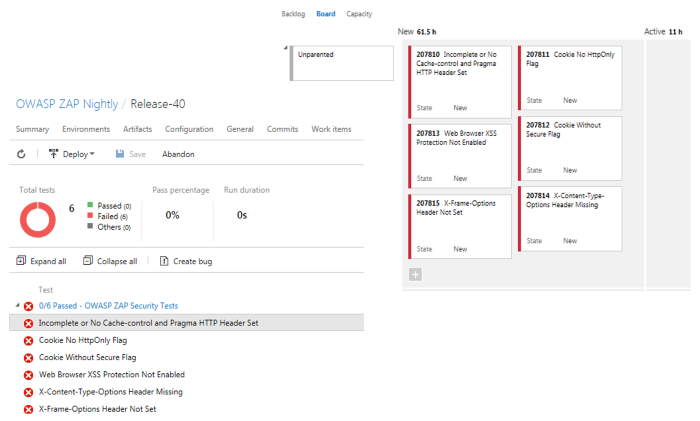 Backlog Board Capacity
New 61.5 h
Active 11 h
Unparented
207810 Incomplete or No
Cache-control and Pragma
HTTP Header Set
State New
207811 Cookie No HttpOnly
Flag
State New
207813 Web Browser XSS
Protection Not Enabled
State New
207812 Cookie Without
Secure Flag
State New
207815 X-Frame-Options
Header Not Set
State New
207814 X-Content-Type-
Options Header Missing
State New
OWASP ZAP Nightly / Release-40
Summary Environments Artifacts Configuration General Commits Work items
Deploy Save Abandon
Total tests
6
Passed (0)
Failed (6)
Others (0)
Pass percentage
0%
Run duration
0s
Expand all Collapse all Create bug
Test
0/6 Passed - OWASP ZAP Security Tests
Incomplete or No Cache-control and Pragma HTTP Header Set
Cookie No HttpOnly Flag
Cookie Without Secure Flag
Web Browser XSS Protection Not Enabled
X-Content-Type-Options Header Missing
X-Frame-Options Header Not Set